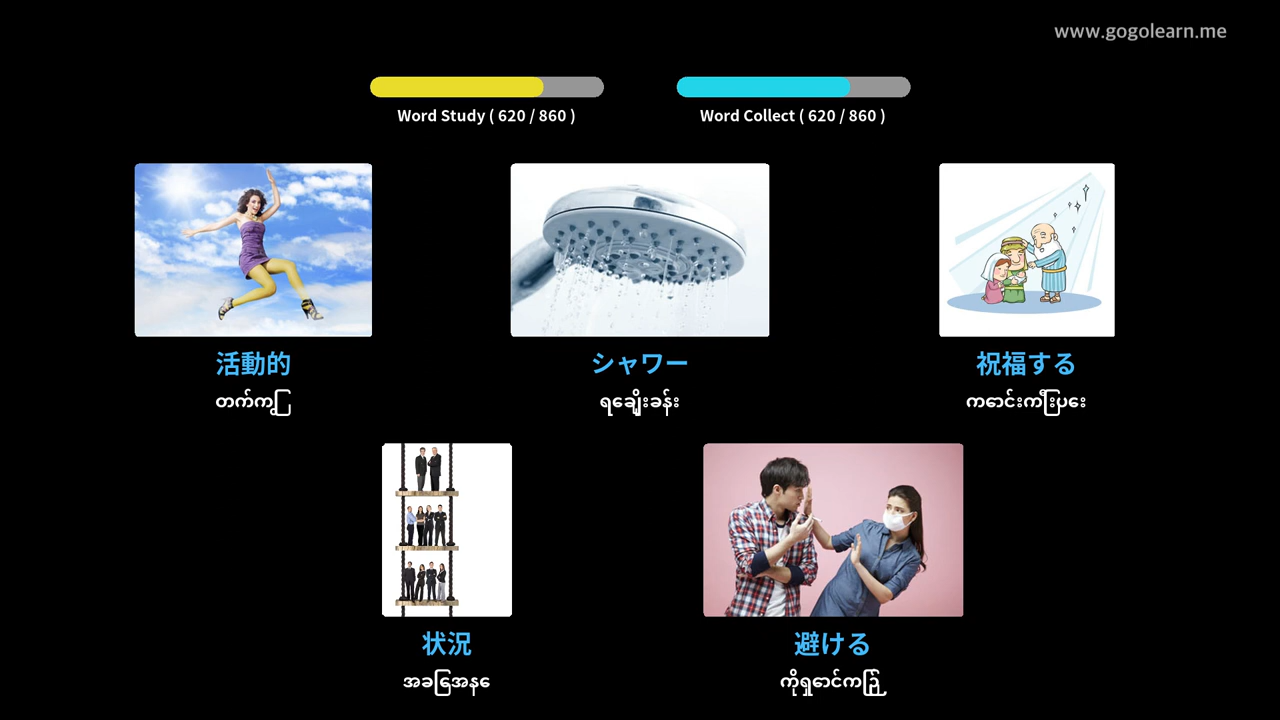 www.gogolearn.me
Word Study ( 620 / 860 )
Word Collect ( 620 / 860 )
活動的
တက်ကြွ
シャワー
ရေချိုးခန်း
祝福する
ကောင်းကြီးပေး
状況
အခြေအနေ
避ける
ကိုရှောင်ကြဉ်